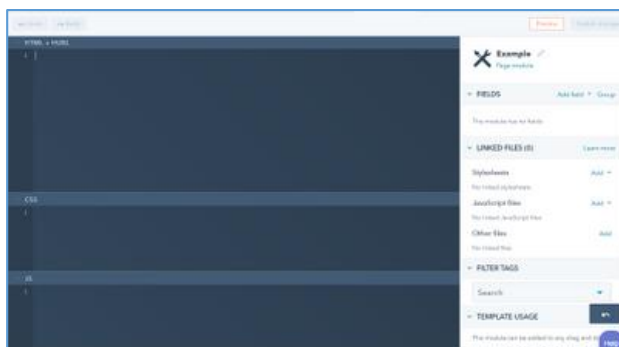 Preview
HTML + HUBL
1
Example
Page module
FIELDS Add field Group
This module has no fields
LINKED FILES (0) Learn more
Stylesheets Add
No linked stylesheets
JavaScript files Add
No linked JavaScript files
Other files Add
No linked files
CSS
1
JS
1
FILTER TAGS
Search
TEMPLATE USAGE
This module can be added to any drag and
Help